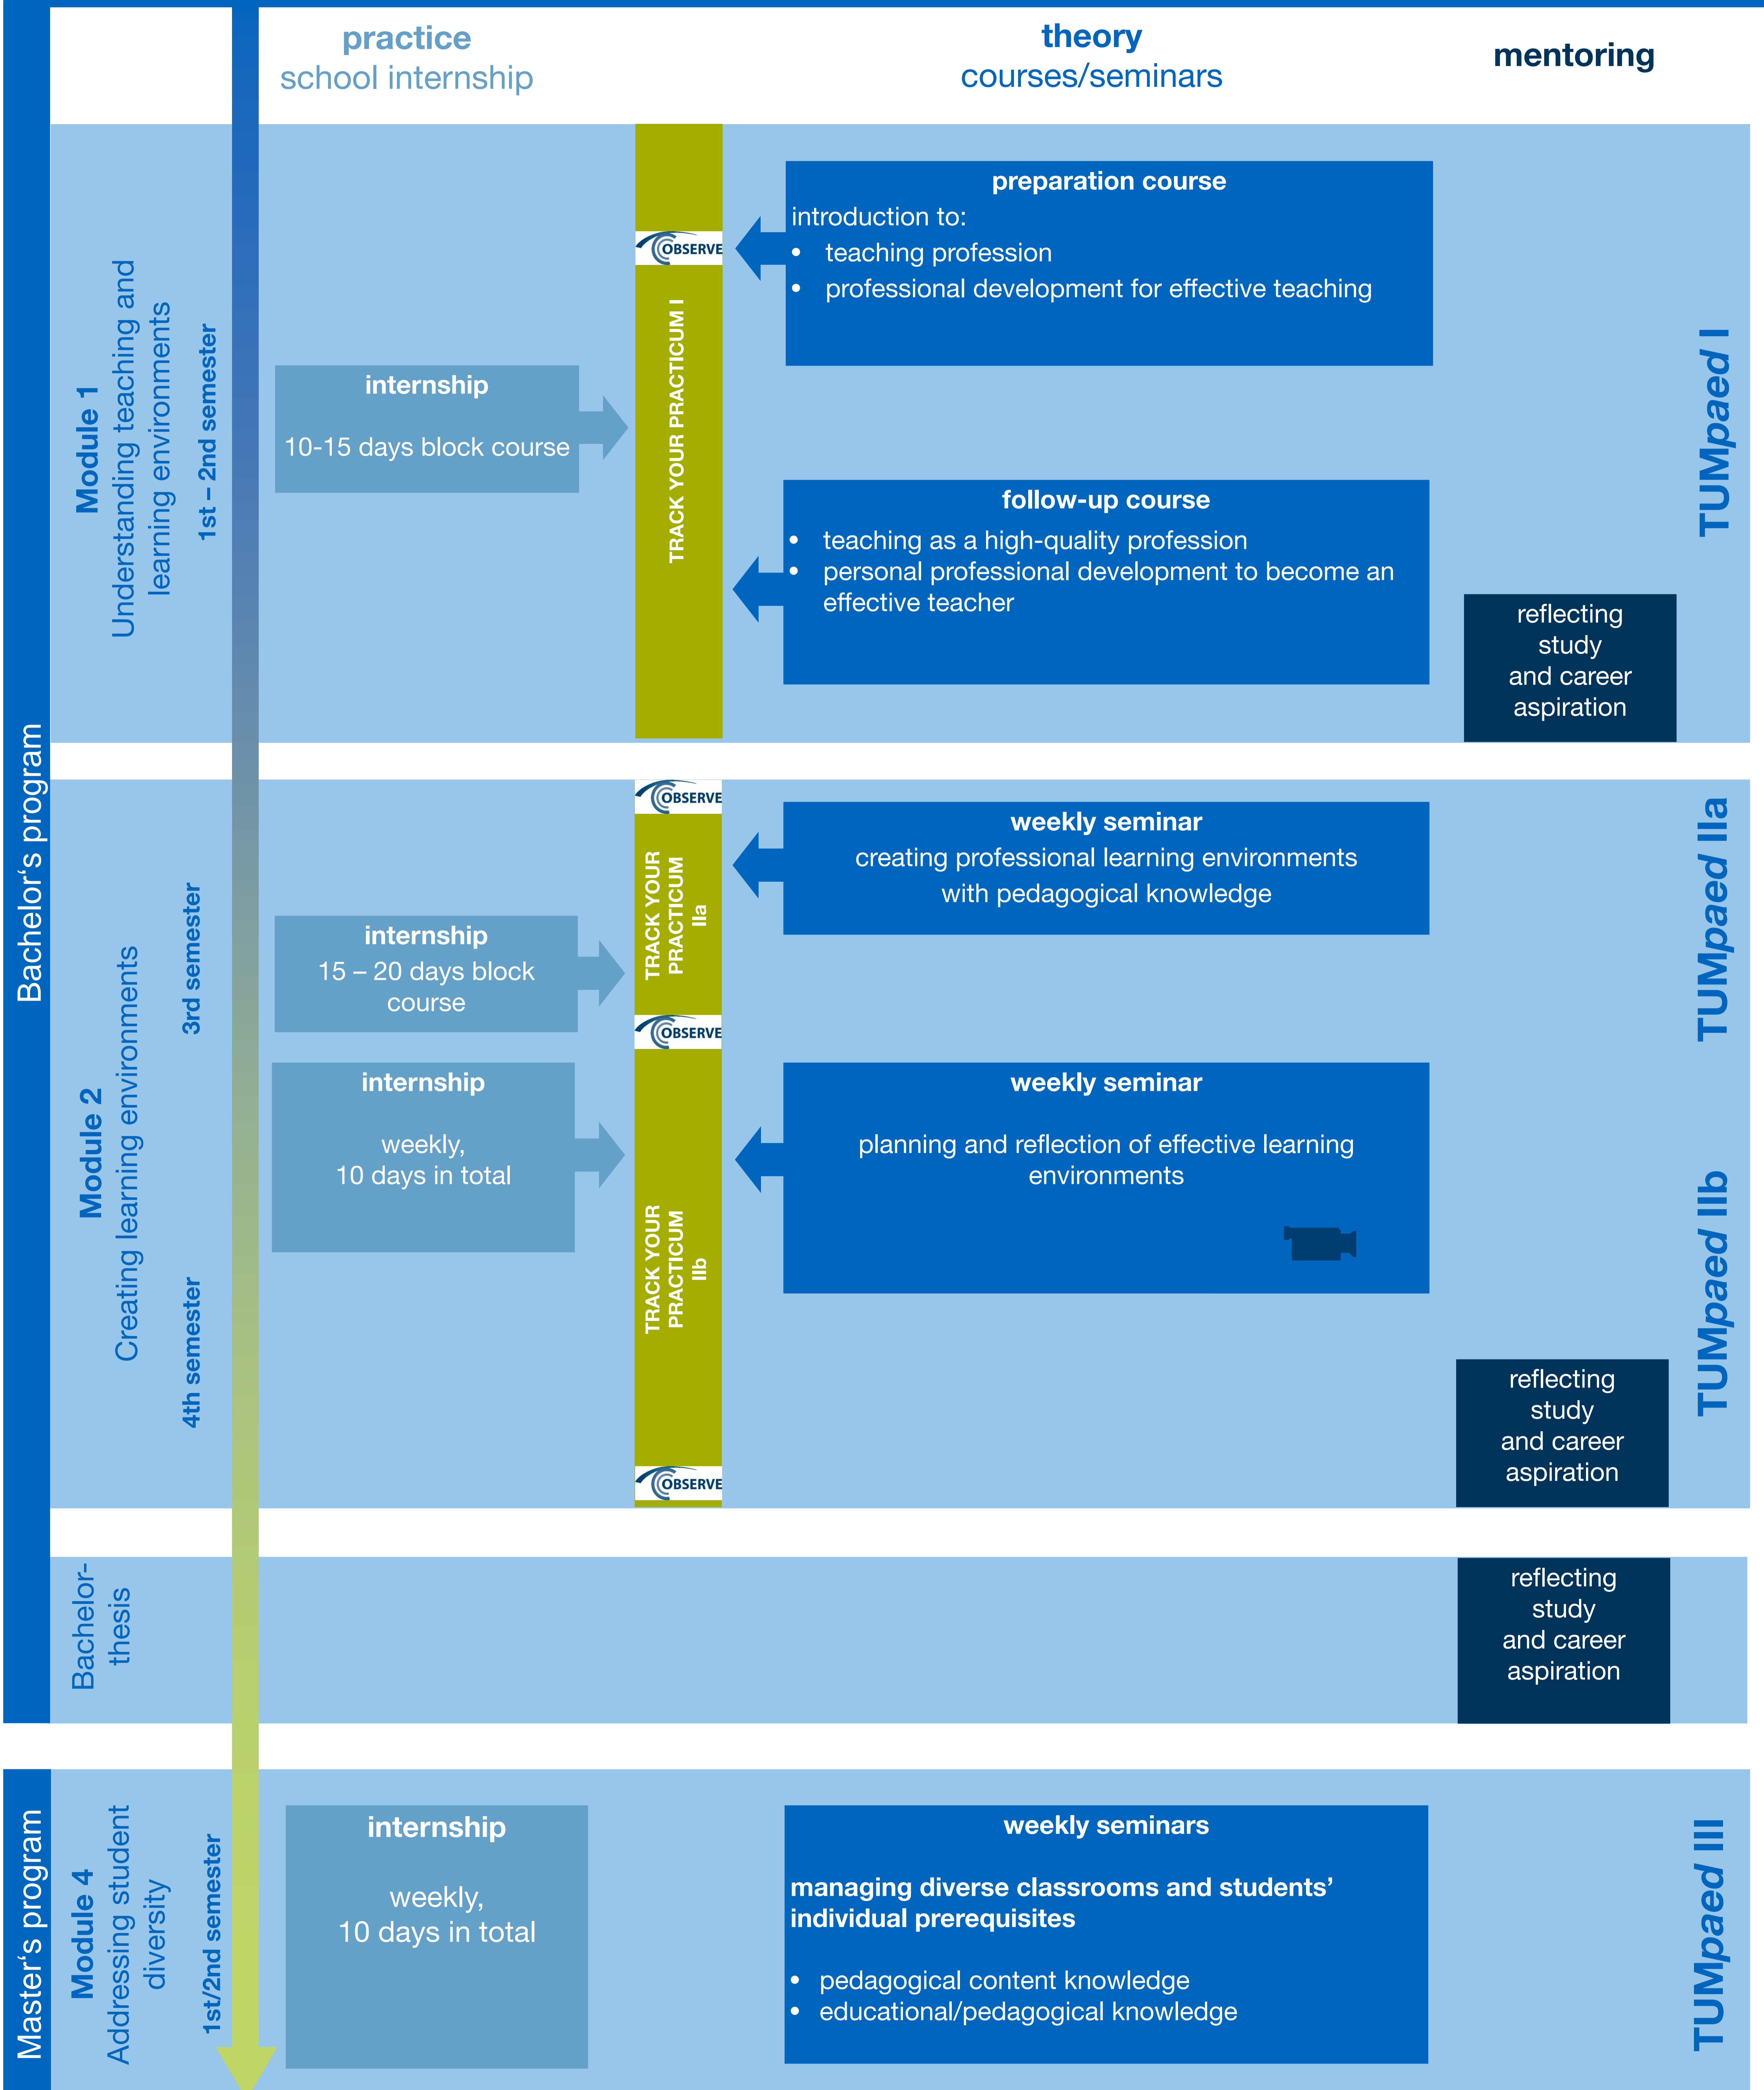 practice
school internship
theory
courses/seminars
mentoring
Bachelor‘s program
Module 1
Understanding teaching and
learning environments
1st – 2nd semester
internship
10-15 days block course
OBSERVE
TRACK YOUR PRACTICUM I
preparation course
introduction to:
• teaching profession
• professional development for effective teaching
follow-up course
• teaching as a high-quality profession
• personal professional development to become an
effective teacher
reflecting
study
and career
aspiration
TUMpaed I
Module 2
Creating learning environments
3rd semester
4th semester
internship
15 – 20 days block
course
internship
weekly,
10 days in total
OBSERVE
TRACK YOUR
PRACTICUM
IIa
OBSERVE
TRACK YOUR
PRACTICUM
IIb
OBSERVE
weekly seminar
creating professional learning environments
with pedagogical knowledge
weekly seminar
planning and reflection of effective learning
environments
reflecting
study
and career
aspiration
TUMpaed IIa
TUMpaed IIb
Bachelor-
thesis
reflecting
study
and career
aspiration
Master‘s program
Module 4
Addressing student
diversity
1st/2nd semester
internship
weekly,
10 days in total
weekly seminars
managing diverse classrooms and students’
individual prerequisites
• pedagogical content knowledge
• educational/pedagogical knowledge
TUMpaed III